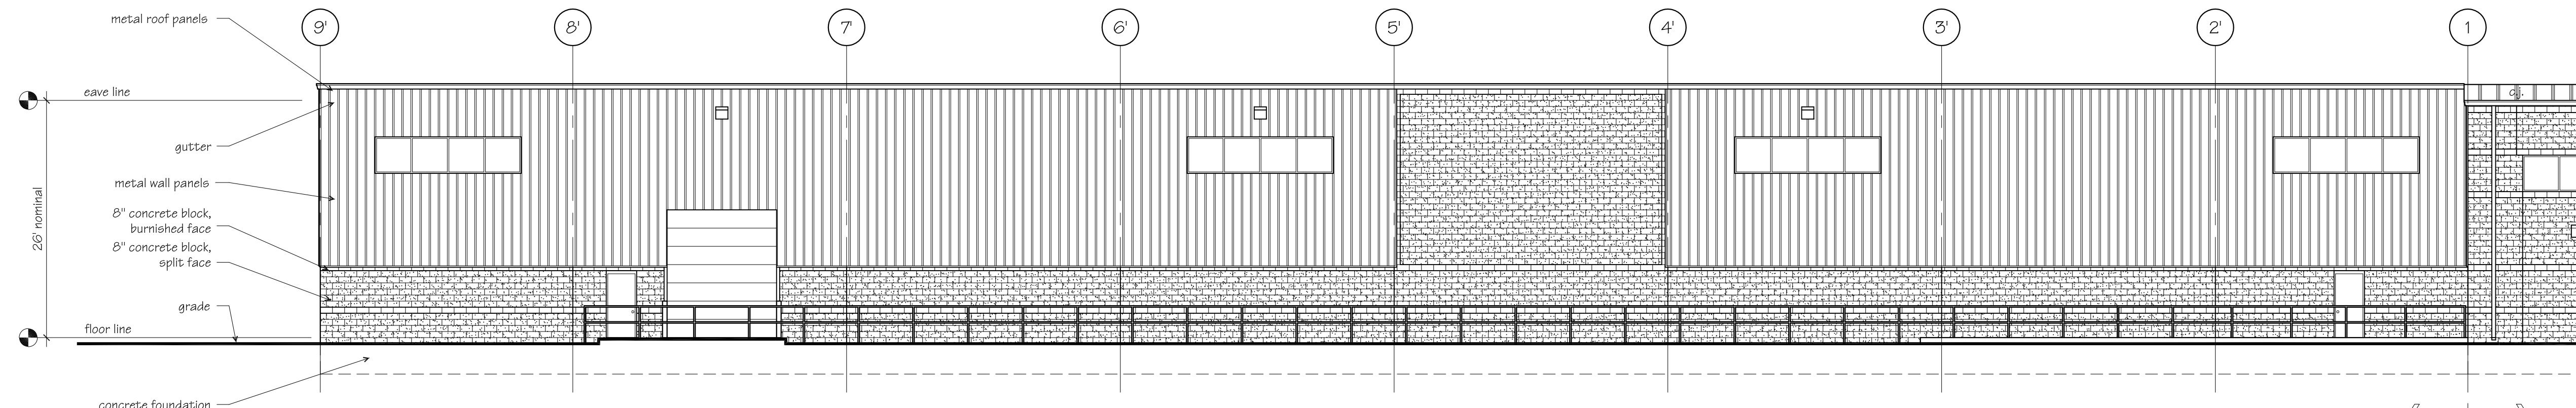 metal roof panels
9'
8'
7'
6'
5'
4'
3'
2'
1
eave line
c.j.
gutter
metal wall panels
26' nominal
8" concrete block,
burnished face
8" concrete block,
split face
grade
floor line
concrete foundation